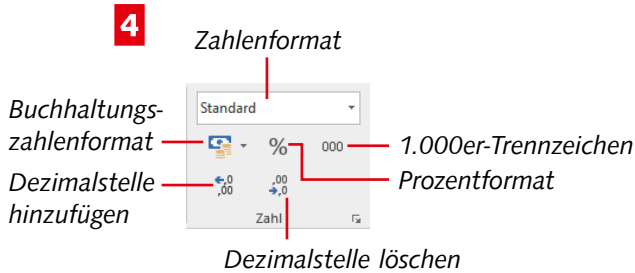 4
Zahlenformat
Standard
Buchhaltungs-
zahlenformat
%
000
1.000er-Trennzeichen
Prozentformat
Dezimalstelle
hinzufügen
,0
,00
,00
,0
Zahl
Dezimalstelle löschen